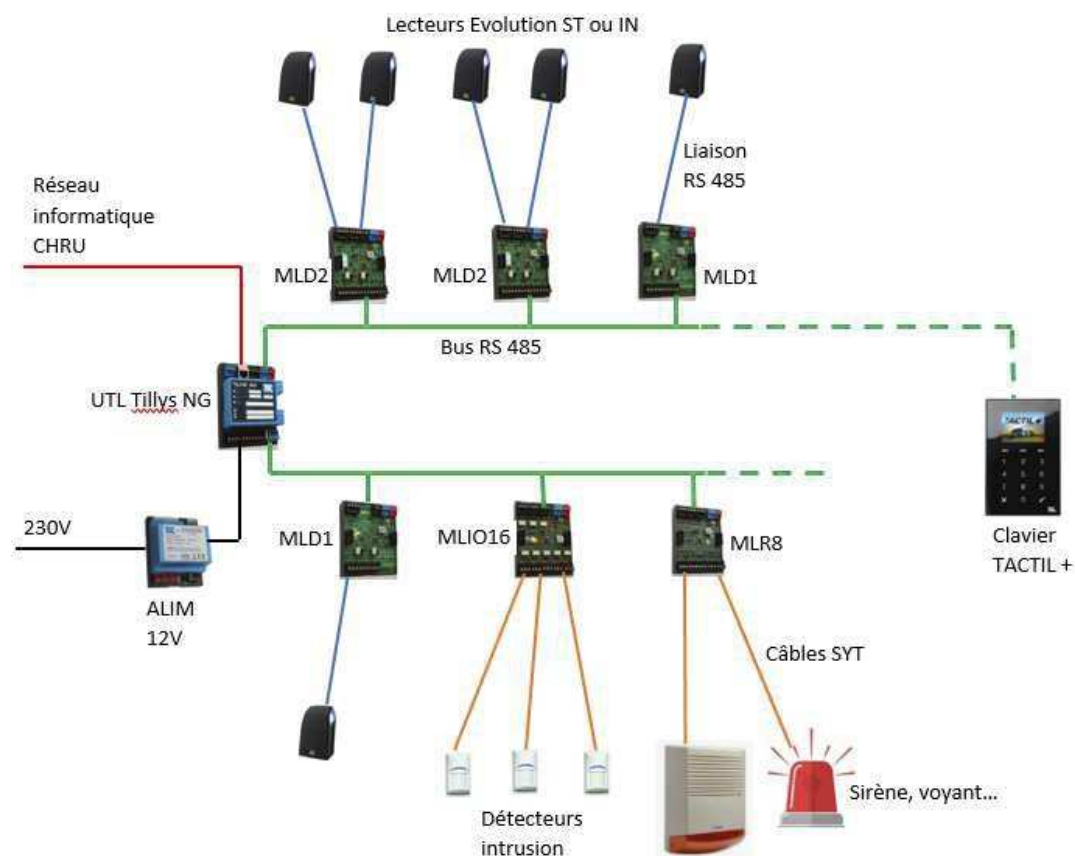 Lecteurs Evolution ST ou IN
Liaison
RS 485
Réseau
informatique
CHRU
MLD2
MLD2
MLD1
Bus RS 485
UTL Tillys NG
TACTIL+
230V
MLD1
MLIO16
MLR8
Clavier
TACTIL +
ALIM
12V
Câbles SYT
Sirène, voyant...
Détecteurs
intrusion